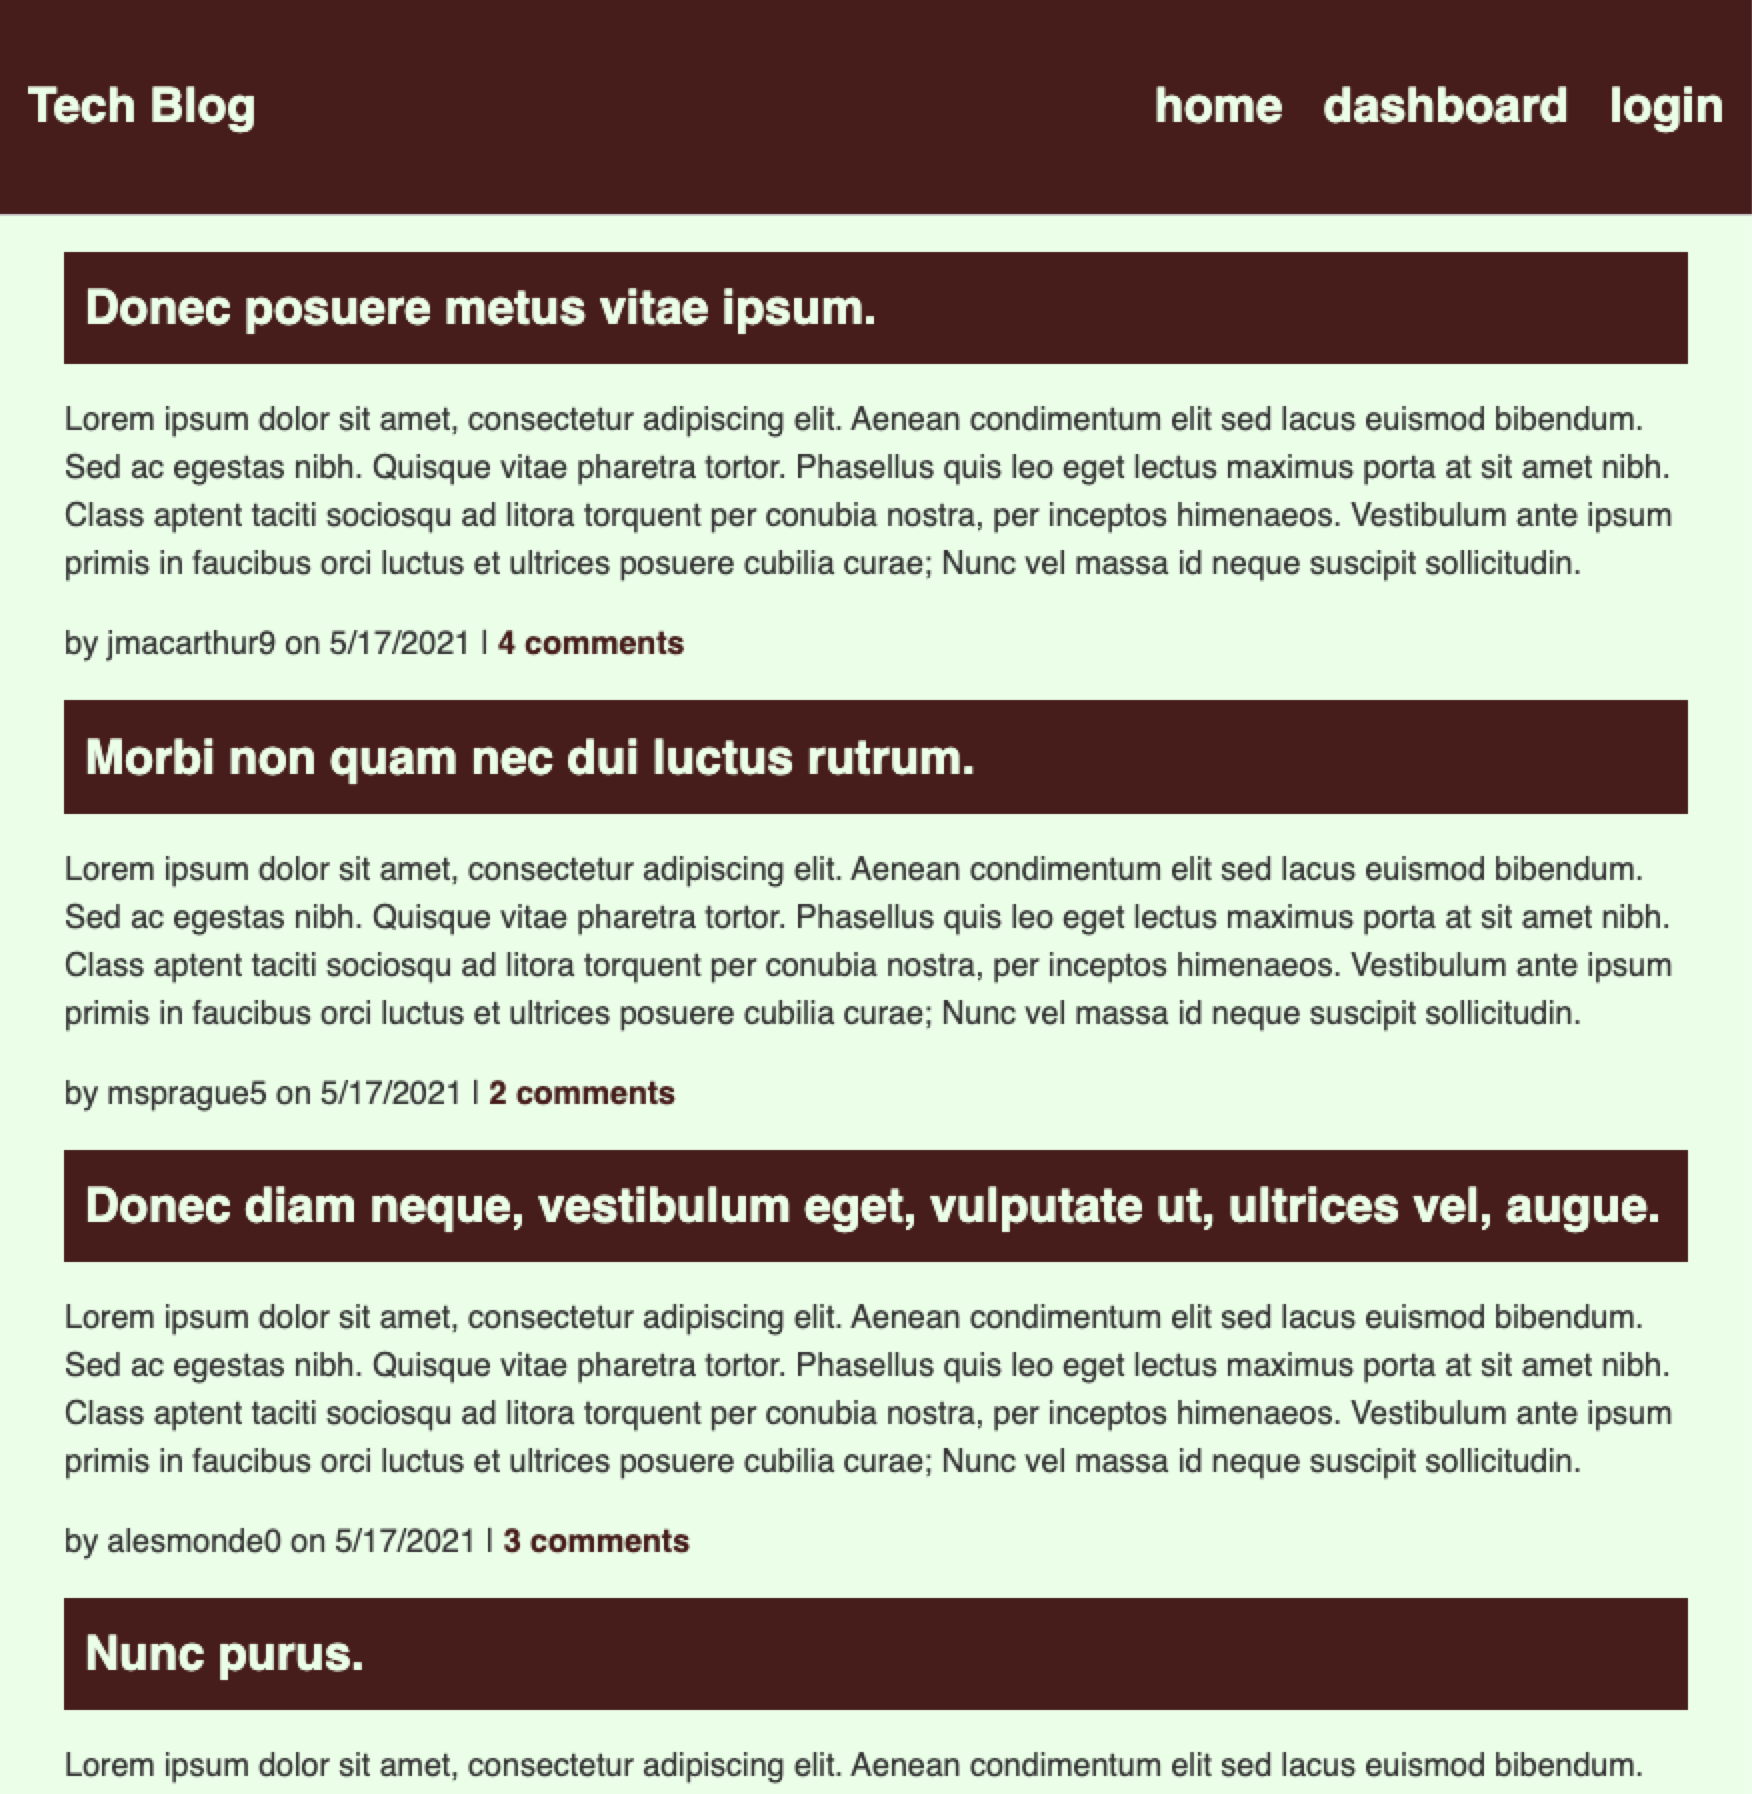 Tech Blog home dashboard login
Donec posuere metus vitae ipsum.
Lorem ipsum dolor sit amet, consectetur adipiscing elit. Aenean condimentum elit sed lacus euismod bibendum.
Sed ac egestas nibh. Quisque vitae pharetra tortor. Phasellus quis leo eget lectus maximus porta at sit amet nibh.
Class aptent taciti sociosqu ad litora torquent per conubia nostra, per inceptos himenaeos. Vestibulum ante ipsum
primis in faucibus orci luctus et ultrices posuere cubilia curae; Nunc vel massa id neque suscipit sollicitudin.
by jmacarthur9 on 5/17/2021 | 4 comments
Morbi non quam nec dui luctus rutrum.
Lorem ipsum dolor sit amet, consectetur adipiscing elit. Aenean condimentum elit sed lacus euismod bibendum.
Sed ac egestas nibh. Quisque vitae pharetra tortor. Phasellus quis leo eget lectus maximus porta at sit amet nibh.
Class aptent taciti sociosqu ad litora torquent per conubia nostra, per inceptos himenaeos. Vestibulum ante ipsum
primis in faucibus orci luctus et ultrices posuere cubilia curae; Nunc vel massa id neque suscipit sollicitudin.
by msprague5 on 5/17/2021 | 2 comments
Donec diam neque, vestibulum eget, vulputate ut, ultrices vel, augue.
Lorem ipsum dolor sit amet, consectetur adipiscing elit. Aenean condimentum elit sed lacus euismod bibendum.
Sed ac egestas nibh. Quisque vitae pharetra tortor. Phasellus quis leo eget lectus maximus porta at sit amet nibh.
Class aptent taciti sociosqu ad litora torquent per conubia nostra, per inceptos himenaeos. Vestibulum ante ipsum
primis in faucibus orci luctus et ultrices posuere cubilia curae; Nunc vel massa id neque suscipit sollicitudin.
by alesmonde0 on 5/17/2021 | 3 comments
Nunc purus.
Lorem ipsum dolor sit amet, consectetur adipiscing elit. Aenean condimentum elit sed lacus euismod bibendum.